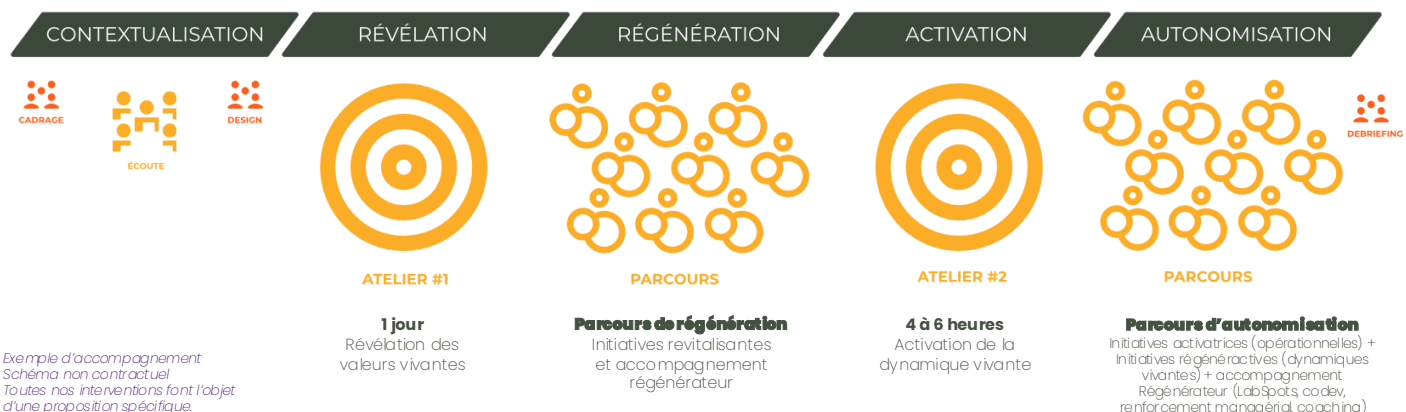 CONTEXTUALISATION
RÉVÉLATION
RÉGÉNÉRATION
ACTIVATION
AUTONOMISATION
CADRAGE
ÉCOUTE
DESIGN
DEBRIEFING
ATELIER #1
PARCOURS
ATELIER #2
PARCOURS
1 jour
Révélation des
valeurs vivantes
Parcours de régénération
Initiatives revitalisantes
et accompagnement
régénérateur
4 à 6 heures
Activation de la
dynamique vivante
Parcours d'autonomisation
Initiatives activatrices (opérationnelles) +
Initiatives régénéractives (dynamiques
vivantes) + accompagnement
Régénérateur (LabSpots, codev,
renforcement managérial, coaching)
Exemple d'accompagnement
Schéma non contractuel
Toutes nos interventions font l'objet
d'une proposition spécifique.